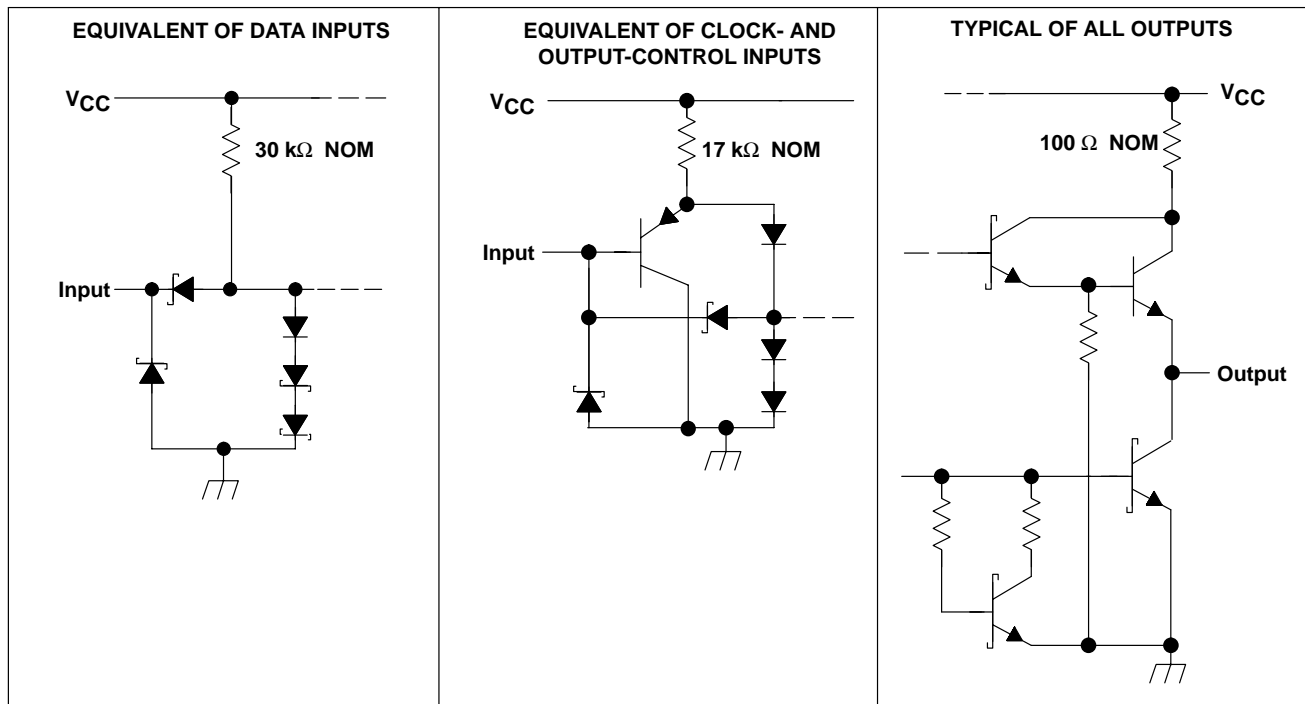 EQUIVALENT OF DATA INPUTS
VCC
30 kΩ NOM
Input
EQUIVALENT OF CLOCK- AND
OUTPUT-CONTROL INPUTS
VCC
17 kΩ NOM
Input
TYPICAL OF ALL OUTPUTS
VCC
100 Ω NOM
Output